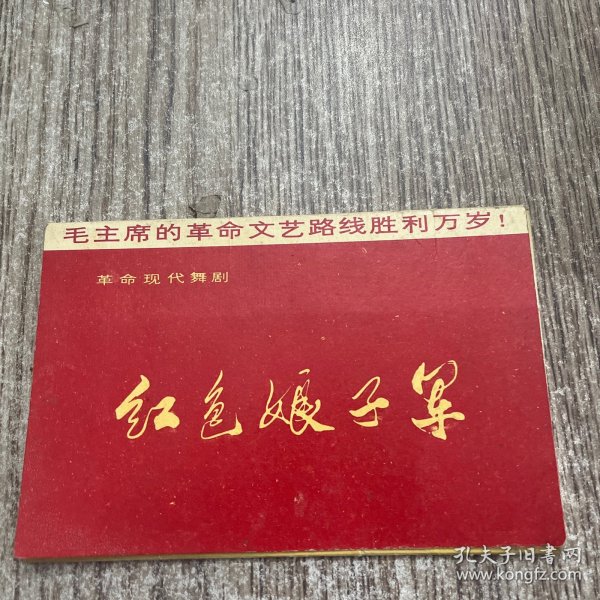 毛主席的革命文艺路线胜利万岁！
革命现代舞剧
红色娘子军
孔夫子旧書网
www.kongfz.com